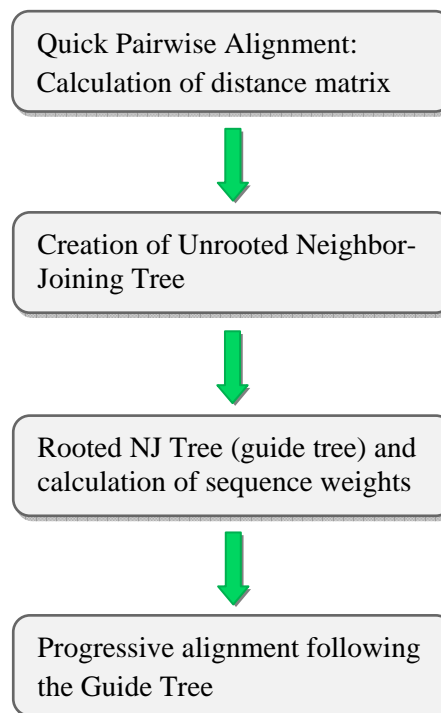 Quick Pairwise Alignment:
Calculation of distance matrix
Creation of Unrooted Neighbor-
Joining Tree
Rooted NJ Tree (guide tree) and
calculation of sequence weights
Progressive alignment following
the Guide Tree